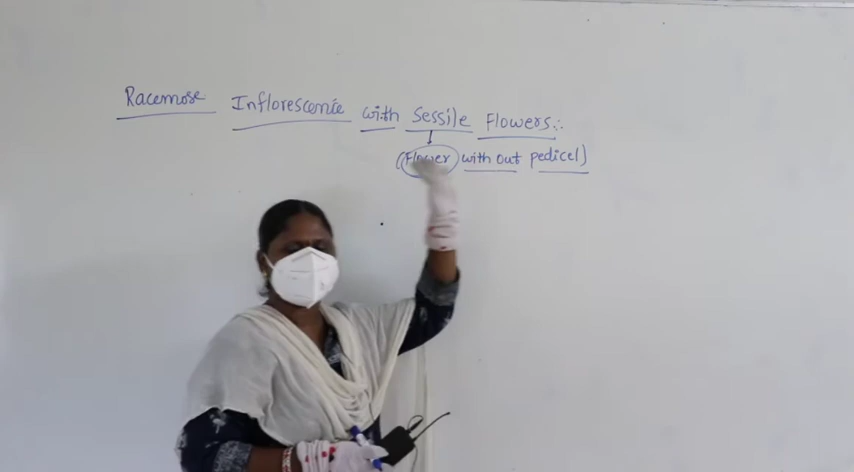 Racemose Inflorescence with Sessile Flowers:.
(Flower with out pedicel)